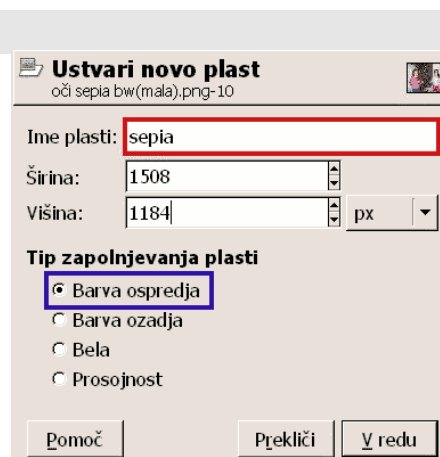 Ustvari novo plast
oči sepia bw(mala).png-10
Ime plasti: sepia
Širina: 1508
Višina: 1184 px
Tip zapolnjevanja plasti
Barva ospredja
Barva ozadja
Bela
Prosojnost
Pomoč Prekliči V redu